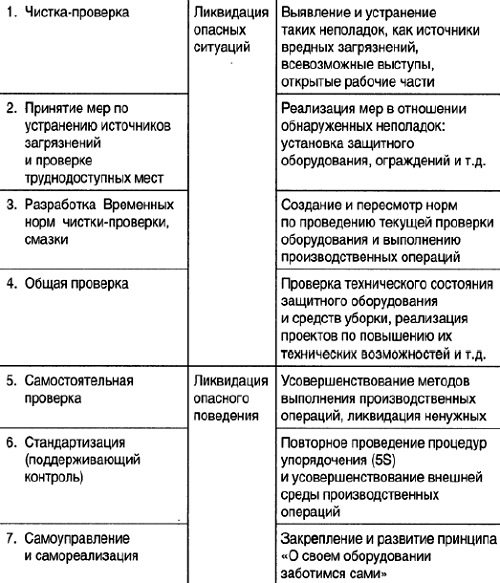 1. Чистка-проверка
Ликвидация
опасных
ситуаций
Выявление и устранение
таких неполадок, как источники
вредных загрязнений,
всевозможные выступы,
открытые рабочие части
2. Принятие мер по
устранению источников
загрязнений
и проверке
труднодоступных мест
Реализация мер в отношении
обнаруженных неполадок:
установка защитного
оборудования, ограждений и т.д.
3. Разработка Временных
норм чистки-проверки,
смазки
Создание и пересмотр норм
по проведению текущей проверки
оборудования и выполнению
производственных операций
4. Общая проверка
Проверка технического состояния
защитного оборудования
и средств уборки, реализация
проектов по повышению их
технических возможностей и т.д.
5. Самостоятельная
проверка
Ликвидация
опасного
поведения
Усовершенствование методов
выполнения производственных
операций, ликвидация ненужных
6. Стандартизация
(поддерживающий
контроль)
Повторное проведение процедур
упорядочения (5S)
и усовершенствование внешней
среды производственных
операций
7. Самоуправление
и самореализация
Закрепление и развитие принципа
«О своем оборудовании
заботимся сами»